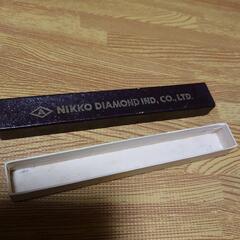 NIKKO DIAMOND IND, CO., LTD.